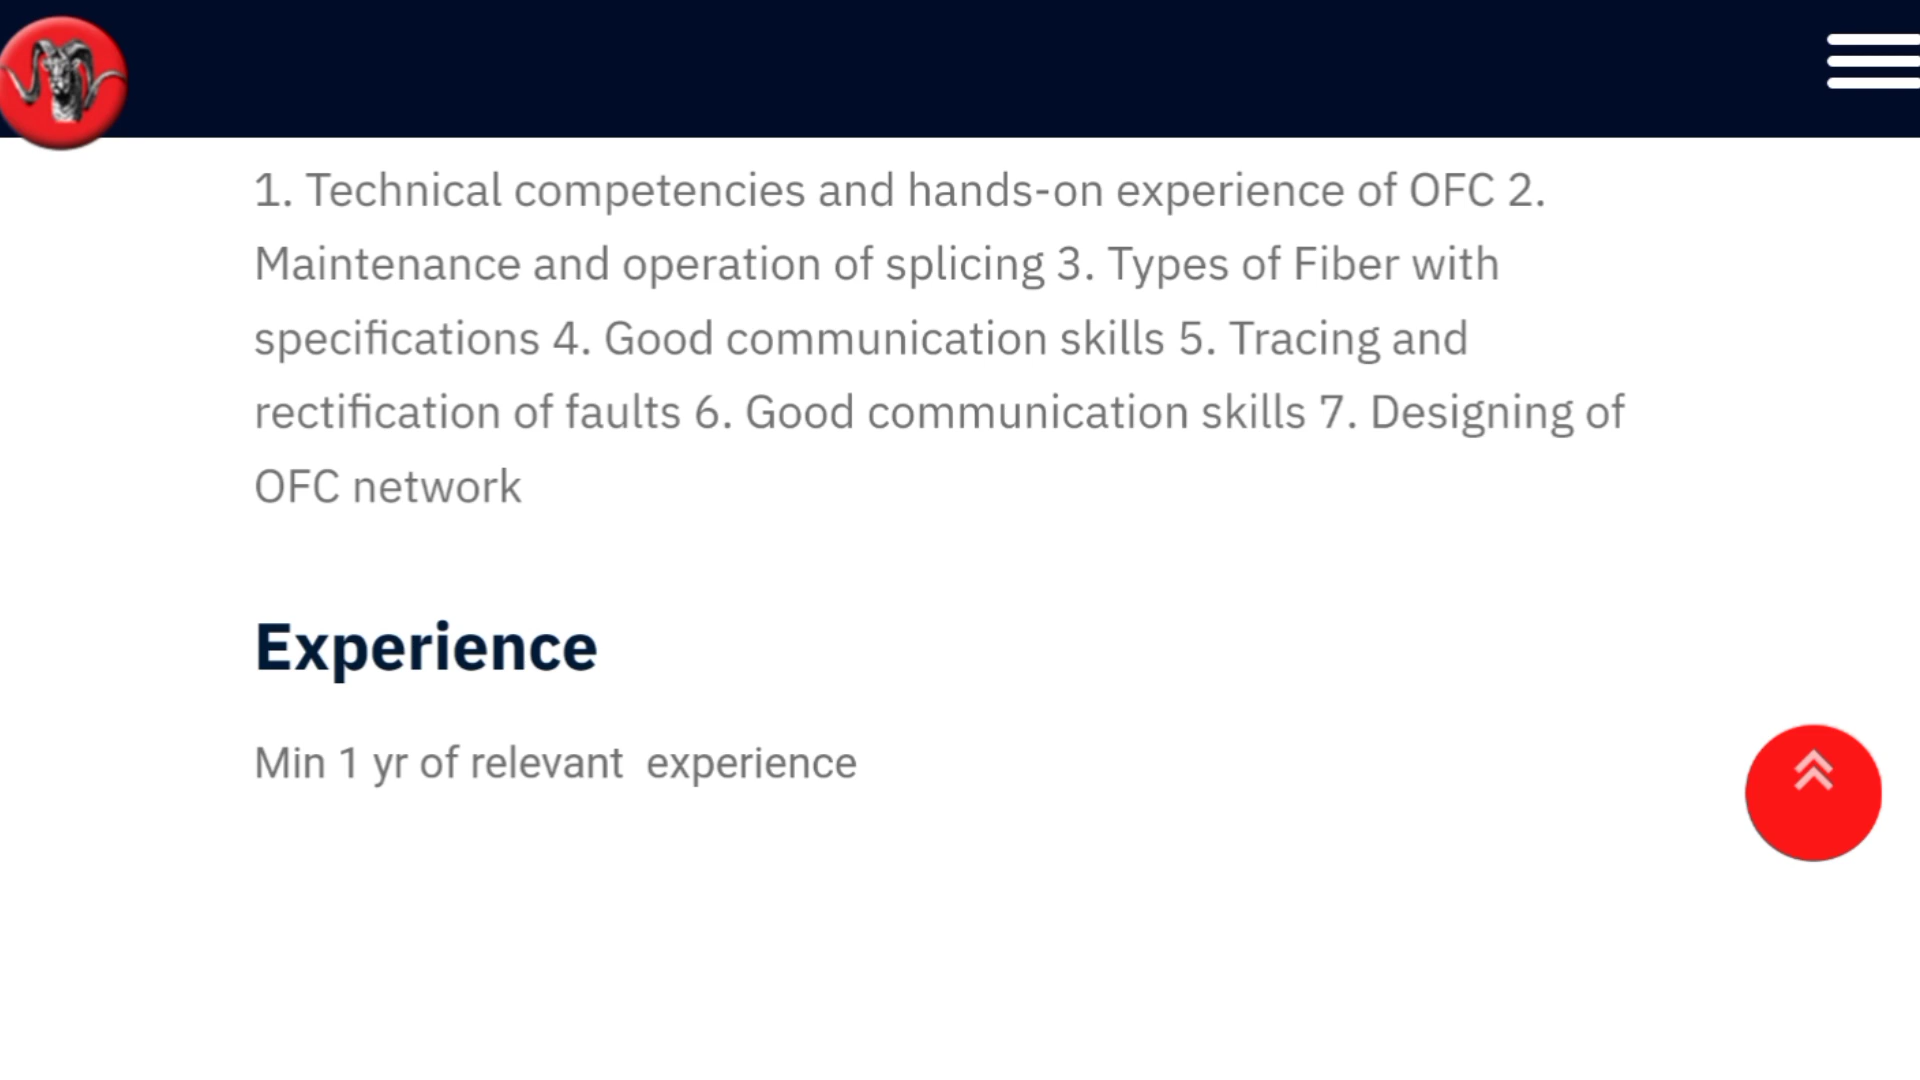 1. Technical competencies and hands-on experience of OFC 2.
Maintenance and operation of splicing 3. Types of Fiber with
specifications 4. Good communication skills 5. Tracing and
rectification of faults 6. Good communication skills 7. Designing of
OFC network
Experience
Min 1 yr of relevant  experience